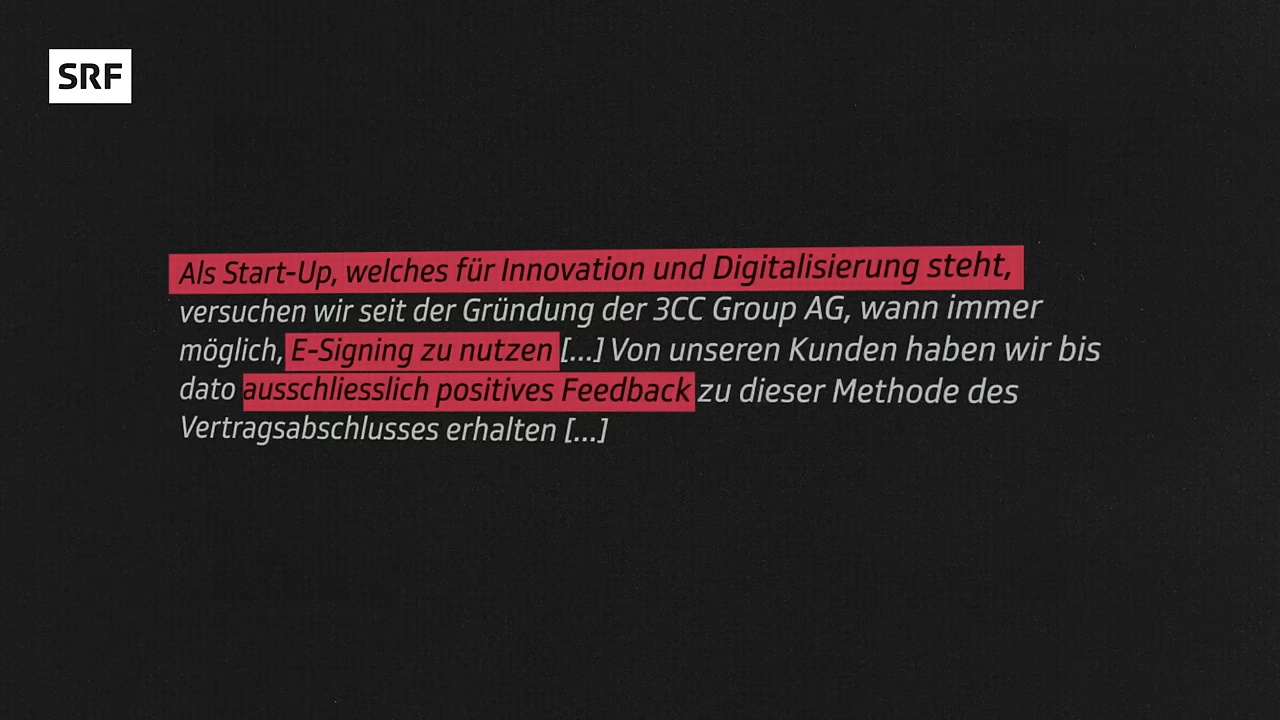 SRF
Als Start-Up, welches für Innovation und Digitalisierung steht,
versuchen wir seit der Gründung der 3CC Group AG, wann immer
möglich, E-Signing zu nutzen [...] Von unseren Kunden haben wir bis
dato ausschliesslich positives Feedback zu dieser Methode des
Vertragsabschlusses erhalten [...]